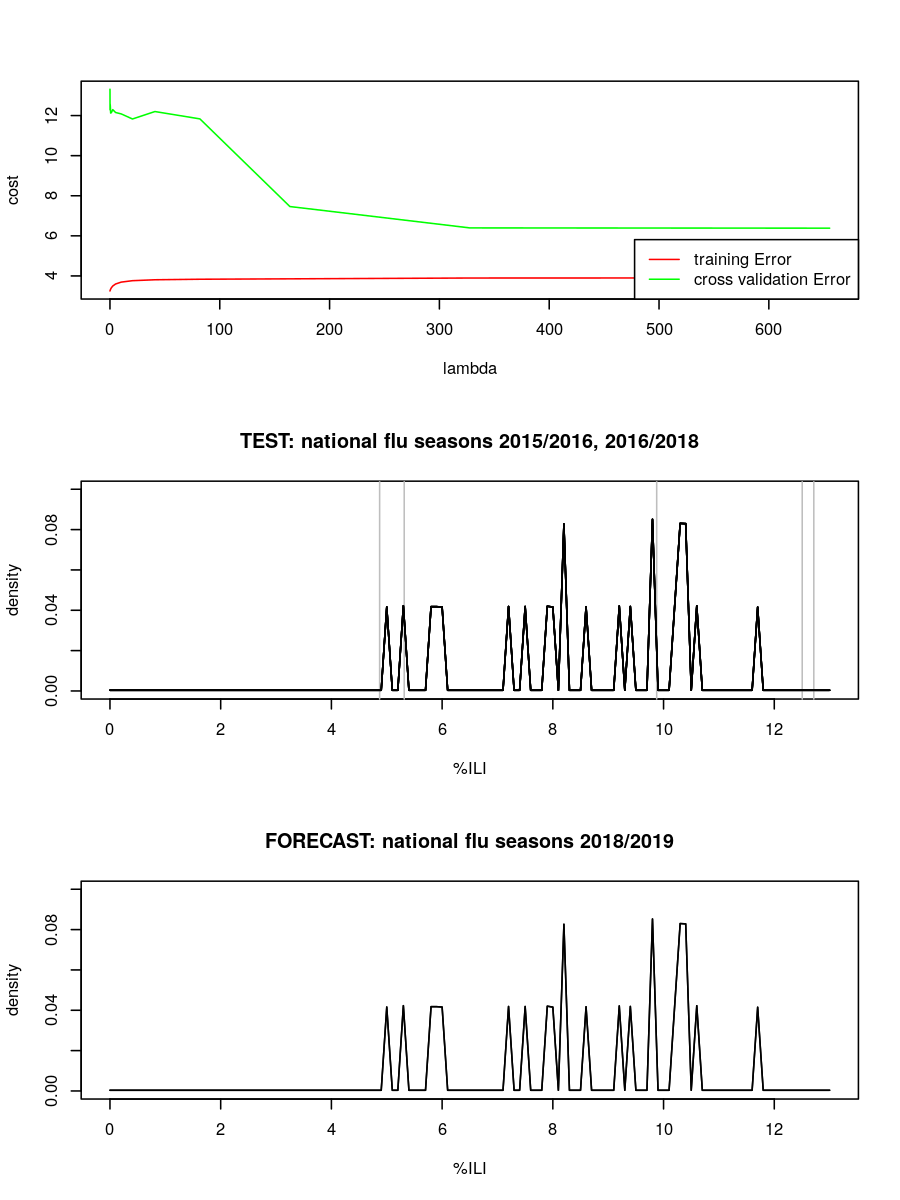 12
10
8
6
4
cost
training Error
cross validation Error
0 100 200 300 400 500 600
lambda
TEST: national flu seasons 2015/2016, 2016/2018
0.08
0.04
0.00
density
0 2 4 6 8 10 12
%ILI
FORECAST: national flu seasons 2018/2019
0.08
0.04
0.00
density
0 2 4 6 8 10 12
%ILI